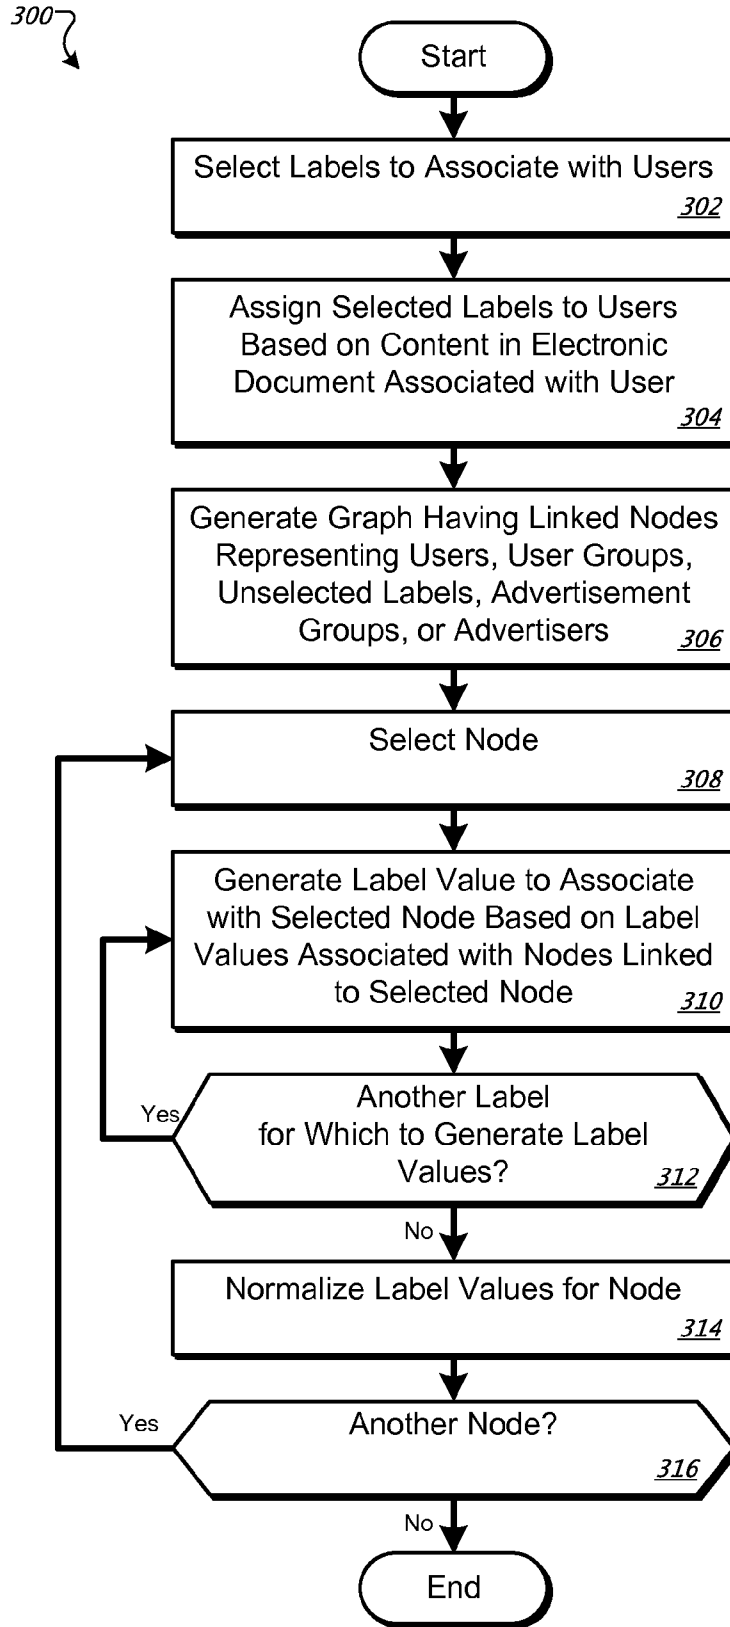 300
Start
Select Labels to Associate with Users
302
Assign Selected Labels to Users
Based on Content in Electronic
Document Associated with User
304
Generate Graph Having Linked Nodes
Representing Users, User Groups,
Unselected Labels, Advertisement
Groups, or Advertisers
306
Select Node
308
Generate Label Value to Associate
with Selected Node Based on Label
Values Associated with Nodes Linked
to Selected Node
310
Yes
Another Label
for Which to Generate Label
Values?
312
No
Normalize Label Values for Node
314
Yes
Another Node?
316
No
End